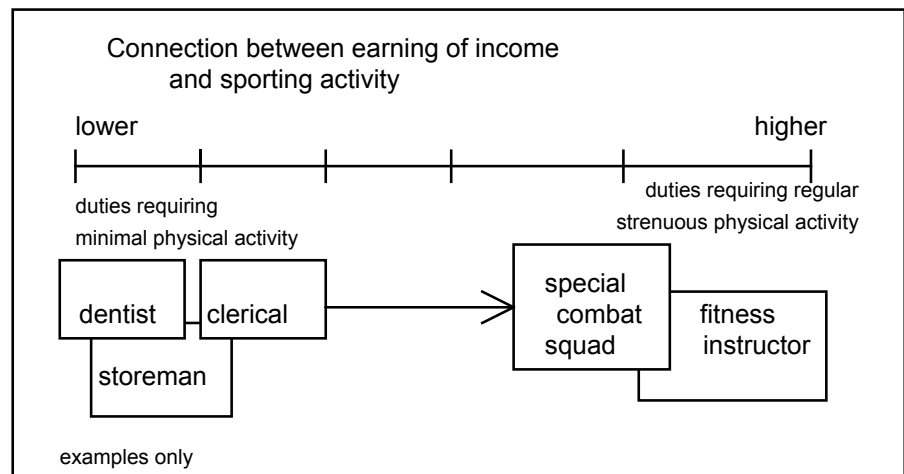 Connection between earning of income
and sporting activity
lower
higher
duties requiring
minimal physical activity
duties requiring regular
strenuous physical activity
dentist
clerical
storeman
special
combat
squad
fitness
instructor
examples only